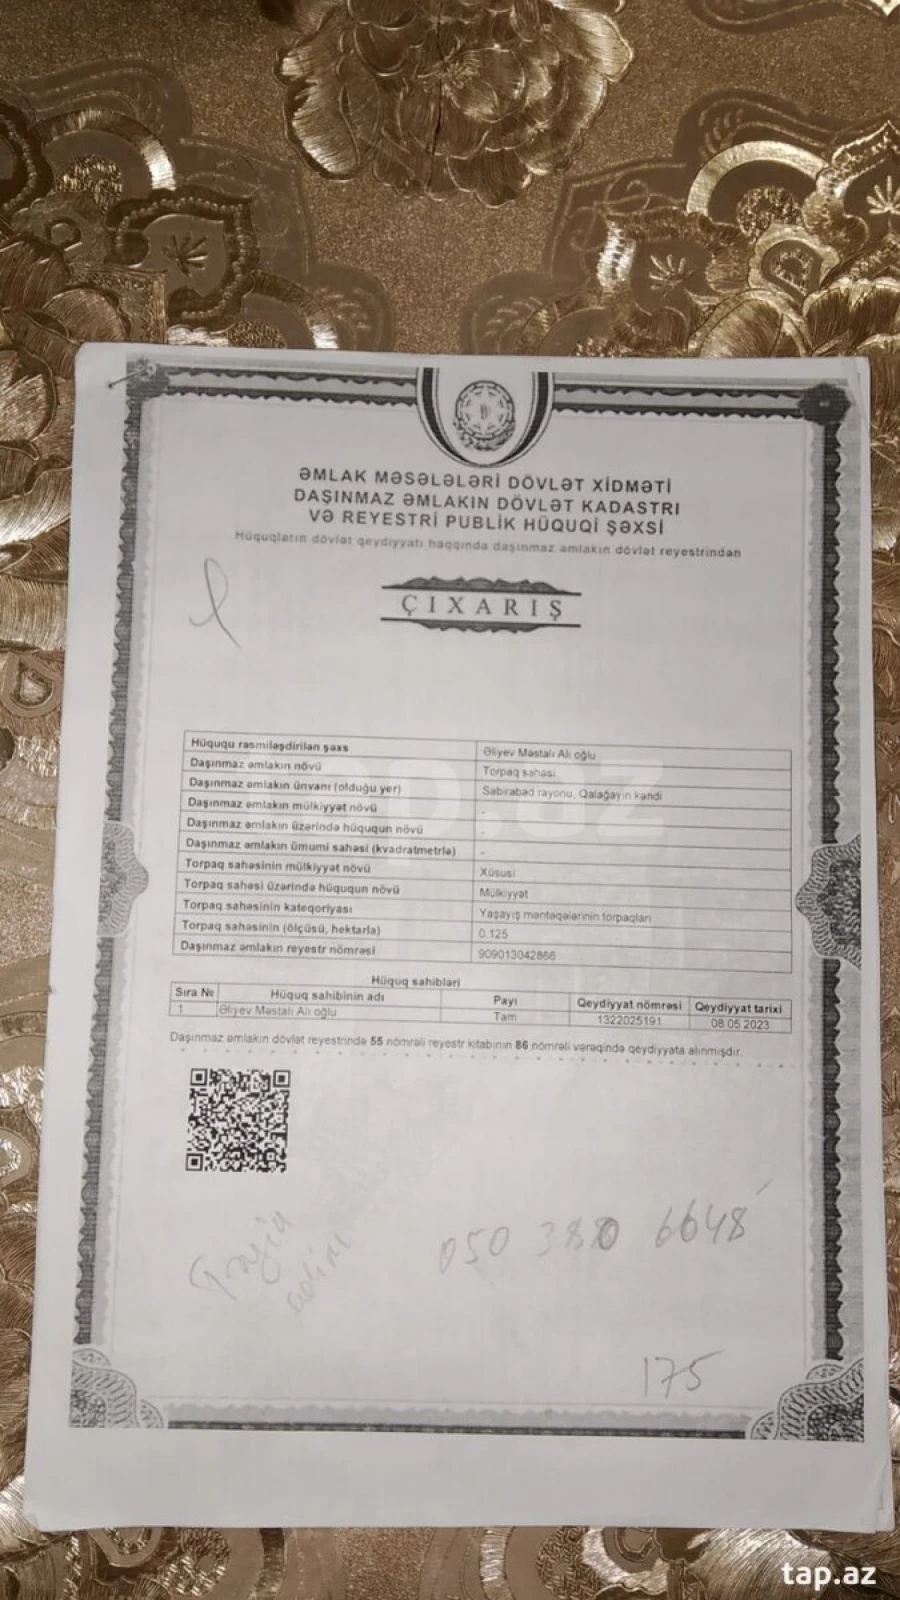 ƏMLAK MƏSƏLƏLƏRİ DÖVLƏT XİDMƏTİ
DAŞINMAZ ƏMLAKIN DÖVLƏT KADASTRI
VƏ REYESTRİ PUBLİK HÜQUQİ ŞƏXSİ
Hüquqların dövlət qeydiyyatı haqqında daşınmaz əmlakın dövlət reyestrindən
ÇIXARIŞ
Hüququ rəsmiləşdirilən şəxs Əliyev Məstalı Alı oğlu
Daşınmaz əmlakın növü Torpaq sahəsi
Daşınmaz əmlakın ünvanı (olduğu yer) Sabirabad rayonu, Qalağayın kəndi
Daşınmaz əmlakın mülkiyyət növü -
Daşınmaz əmlakın üzərində hüququn növü -
Daşınmaz əmlakın ümumi sahəsi (kvadratmetrlə) -
Torpaq sahəsinin mülkiyyət növü Xüsusi
Torpaq sahəsi üzərində hüququn növü Mülkiyyət
Torpaq sahəsinin kateqoriyası Yaşayış məntəqələrinin torpaqları
Torpaq sahəsinin (ölçüsü, hektarla) 0.125
Daşınmaz əmlakın reyestr nömrəsi 909013042866
Hüquq sahibləri
Sıra № Hüquq sahibinin adı Payı Qeydiyyat nömrəsi Qeydiyyat tarixi
1 Əliyev Məstalı Alı oğlu Tam 1322025191 08.05.2023
Daşınmaz əmlakın dövlət reyestrində 55 nömrəli reyestr kitabının 86 nömrəli vərəqində qeydiyyata alınmışdır.
050 380 6648
175
tap.az
tap.az